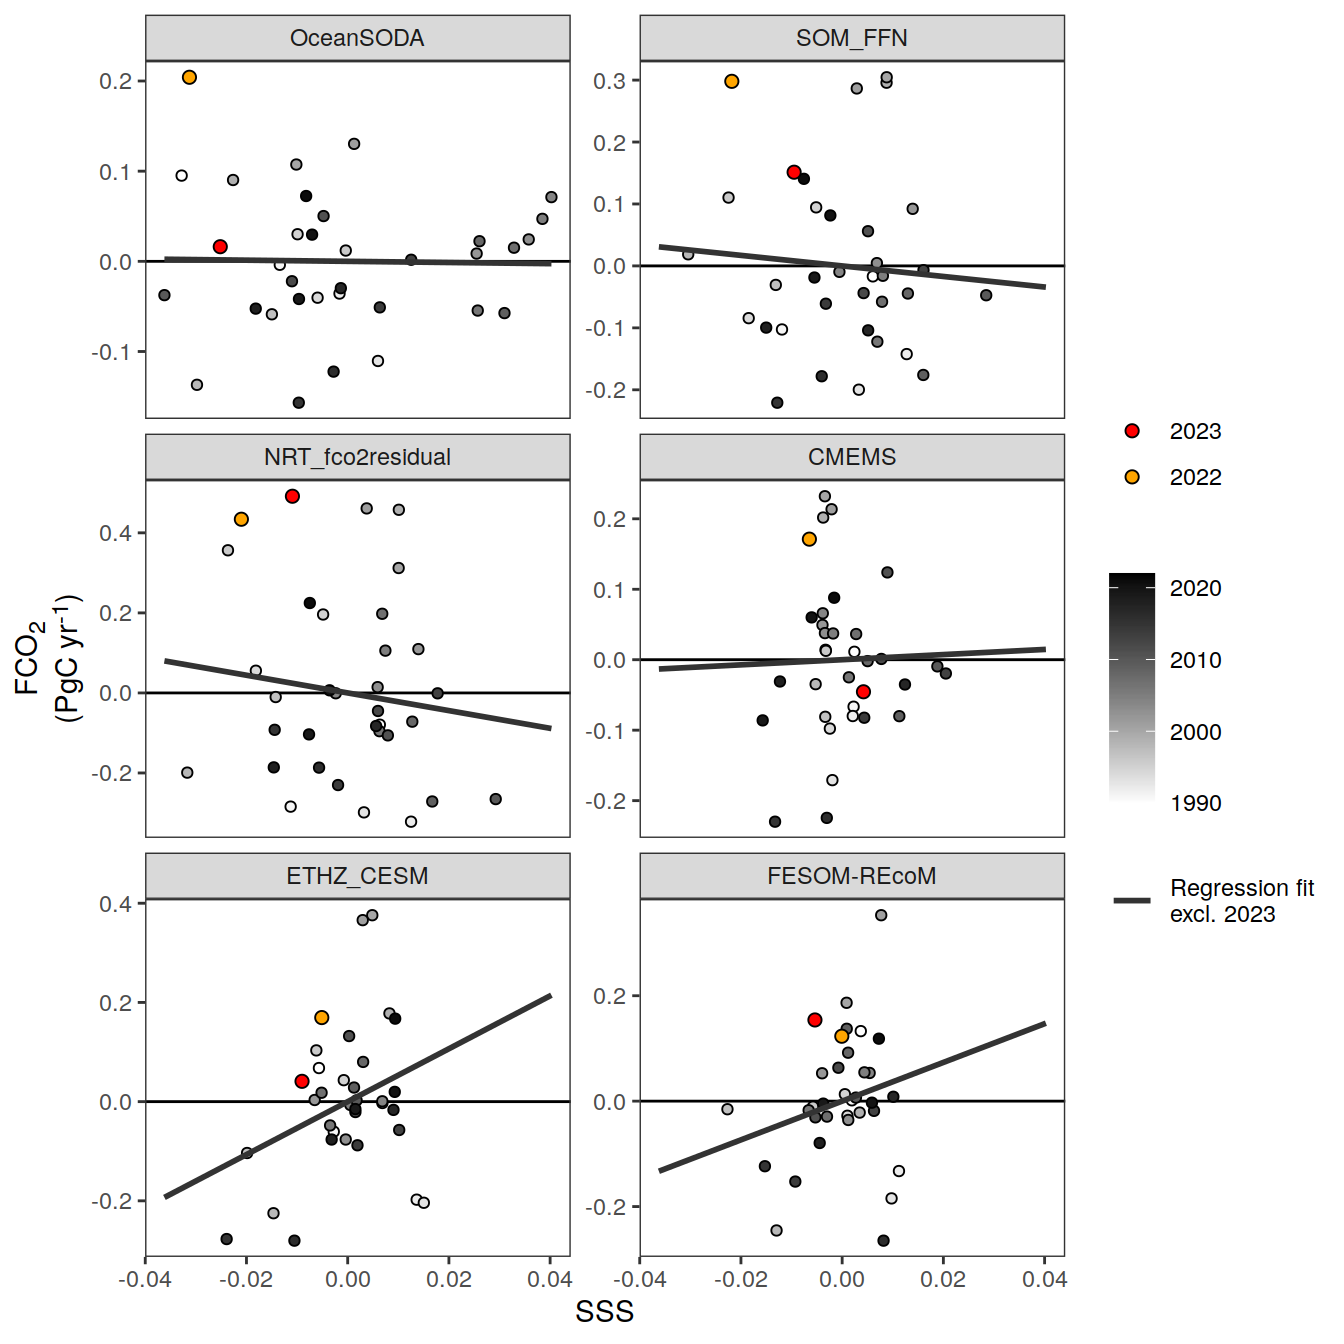 OceanSODA
SOM_FFN
0.2
0.1
0.0
-0.1
0.3
0.2
0.1
0.0
-0.1
-0.2
NRT_fco2residual
CMEMS
0.4
0.2
0.0
-0.2
0.2
0.1
0.0
-0.1
-0.2
ETHZ_CESM
FESOM-REcoM
0.4
0.2
0.0
-0.2
0.2
0.0
-0.2
-0.04 -0.02 0.00 0.02 0.04
-0.04 -0.02 0.00 0.02 0.04
SSS
FCO₂
(PgC yr⁻¹)
2023
2022
2020
2010
2000
1990
Regression fit
excl. 2023